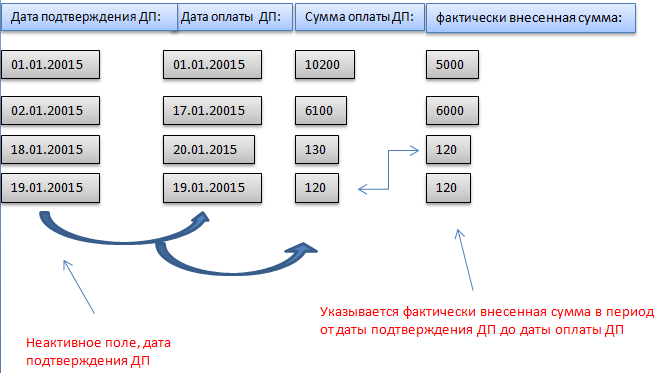 Дата подтверждения ДП: Дата оплаты ДП: Сумма оплаты ДП: фактически внесенная сумма:
01.01.20015 01.01.20015 10200 5000
02.01.20015 17.01.20015 6100 6000
18.01.20015 20.01.2015 130 120
19.01.20015 19.01.20015 120 120
Указывается фактически внесенная сумма в период
от даты подтверждения ДП до даты оплаты ДП
Неактивное поле, дата
подтверждения ДП